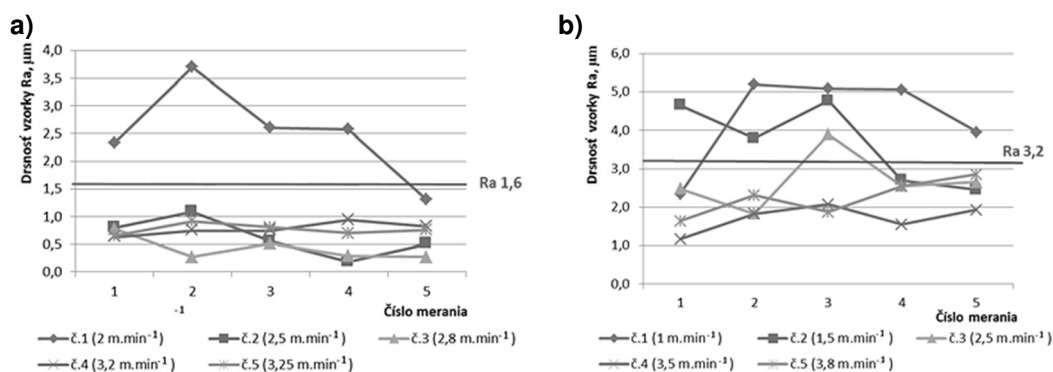 a)
Drsnosť vzorky Ra, µm
4,0
3,5
3,0
2,5
2,0
1,5
1,0
0,5
0,0
Ra 1,6
1 2 3 4 5
-1
Číslo merania
č.1 (2 m.min⁻¹) č.2 (2,5 m.min⁻¹) č.3 (2,8 m.min⁻¹)
č.4 (3,2 m.min⁻¹) č.5 (3,25 m.min⁻¹)
b)
Drsnosť vzorky Ra, µm
6,0
5,0
4,0
3,0
2,0
1,0
0,0
Ra 3,2
1 2 3 4 5
Číslo merania
č.1 (1 m.min⁻¹) č.2 (1,5 m.min⁻¹) č.3 (2,5 m.min⁻¹)
č.4 (3,5 m.min⁻¹) č.5 (3,8 m.min⁻¹)